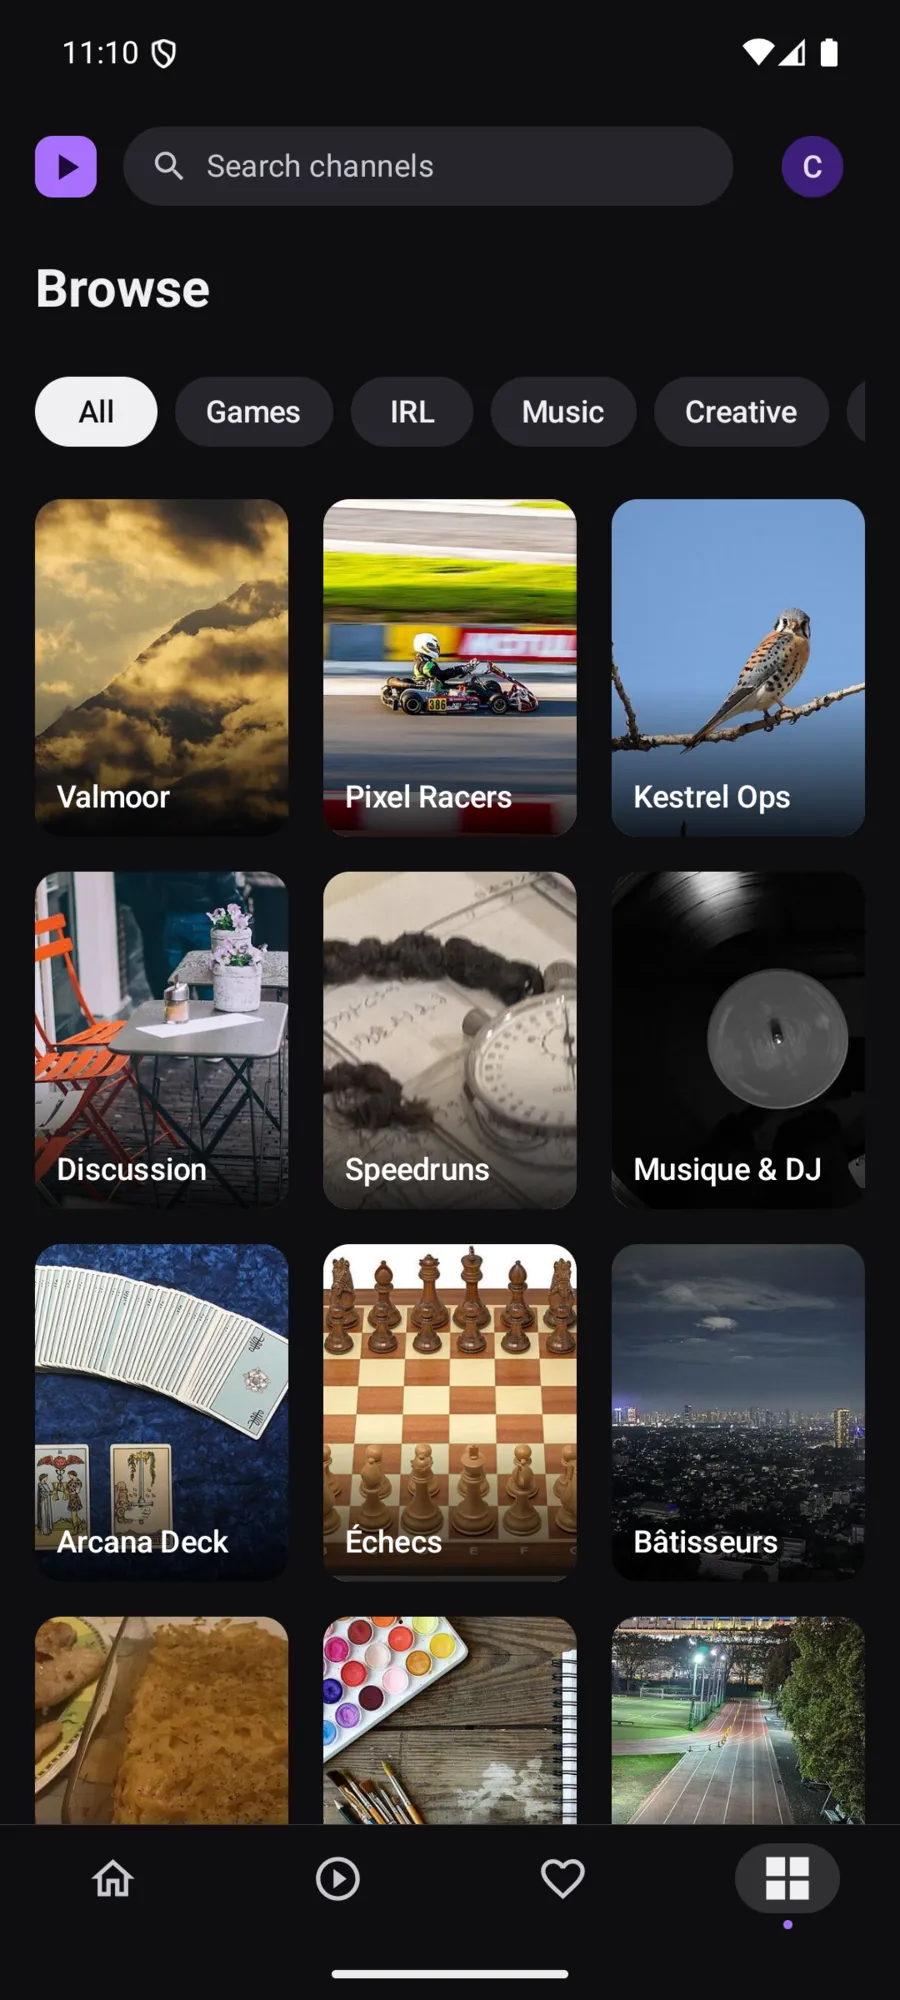 11:10
Search channels
C
Browse
All
Games
IRL
Music
Creative
Valmoor
Pixel Racers
386
Kestrel Ops
Discussion
Speedruns
Musique & DJ
Arcana Deck
Échecs
E F
Bâtisseurs